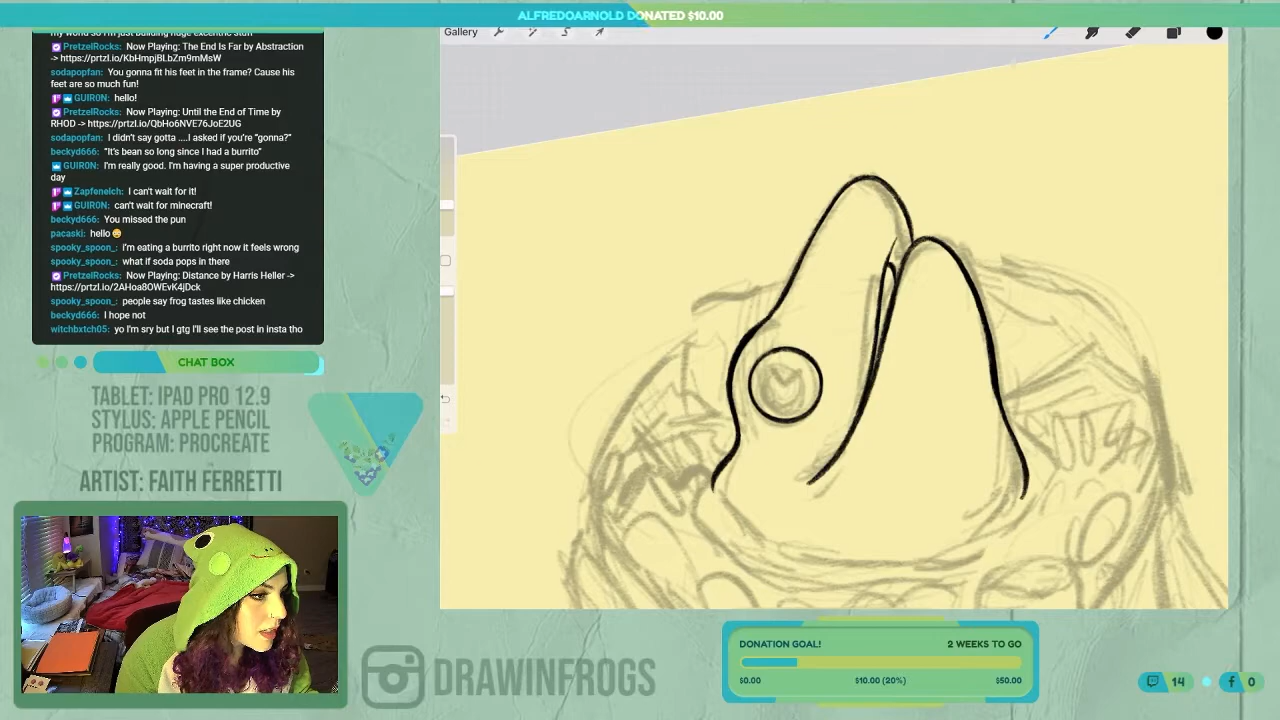 ALFREDOARNOLD DONATED $10.00
my world so I'm just building huge excentric stuff
PretzelRocks: Now Playing: The End Is Far by Abstraction
-> https://prtzl.io/KbHmpjBLbZm9mMsW
sodapopfan: You gonna fit his feet in the frame? Cause his
feet are so much fun!
GUIR0N: hello!
PretzelRocks: Now Playing: Until the End of Time by
RHOD -> https://prtzl.io/QbHo6NVE76JoE2UG
sodapopfan: I didn't say gotta ....I asked if you're "gonna?"
beckyd666: "It's bean so long since I had a burrito"
GUIR0N: I'm really good. I'm having a super productive
day
Zapfenelch: I can't wait for it!
GUIR0N: can't wait for minecraft!
beckyd666: You missed the pun
pacaski: hello
spooky_spoon_: i'm eating a burrito right now it feels wrong
spooky_spoon_: what if soda pops in there
PretzelRocks: Now Playing: Distance by Harris Heller ->
https://prtzl.io/2AHoa8OWEvK4jDck
spooky_spoon_: people say frog tastes like chicken
beckyd666: I hope not
witchbxtch05: yo I'm sry but I gtg I'll see the post in insta tho
CHAT BOX
TABLET: IPAD PRO 12.9
STYLUS: APPLE PENCIL
PROGRAM: PROCREATE
ARTIST: FAITH FERRETTI
Gallery
DRAWINFROGS
DONATION GOAL! 2 WEEKS TO GO
$0.00 $10.00 (20%) $50.00
14 0